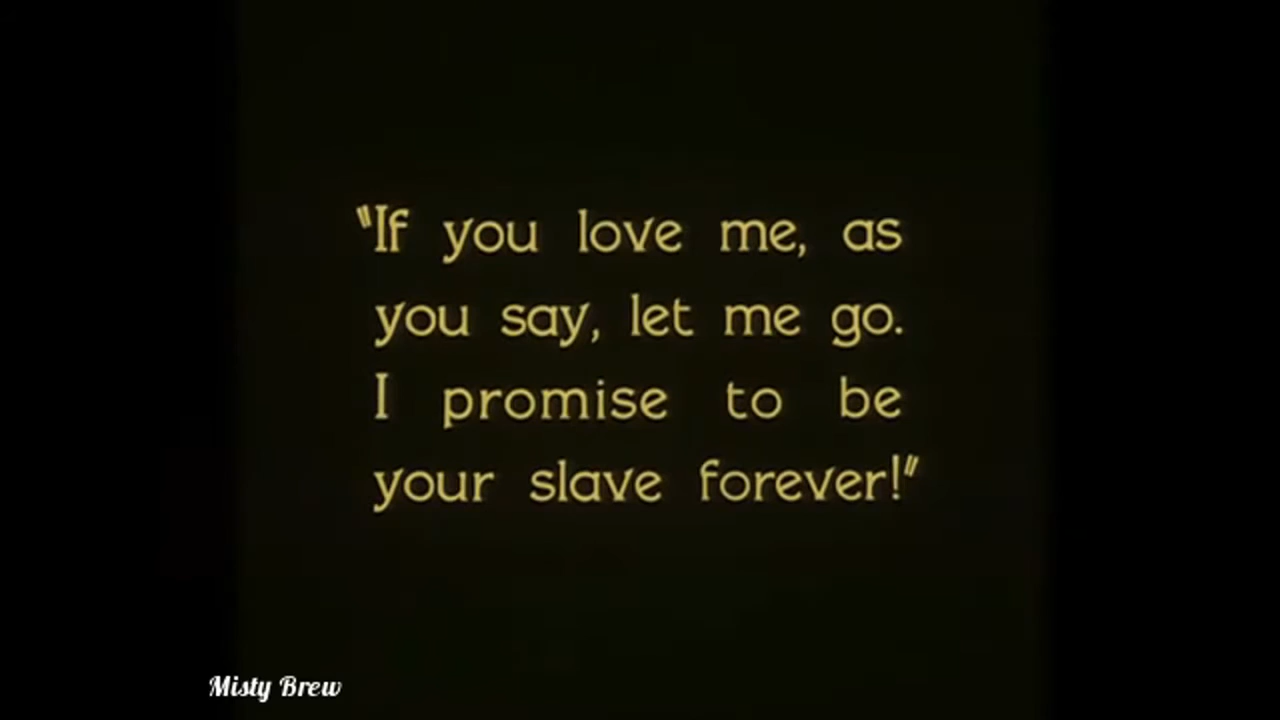 "If you love me, as
you say, let me go.
I promise to be
your slave forever!"
Misty Brew